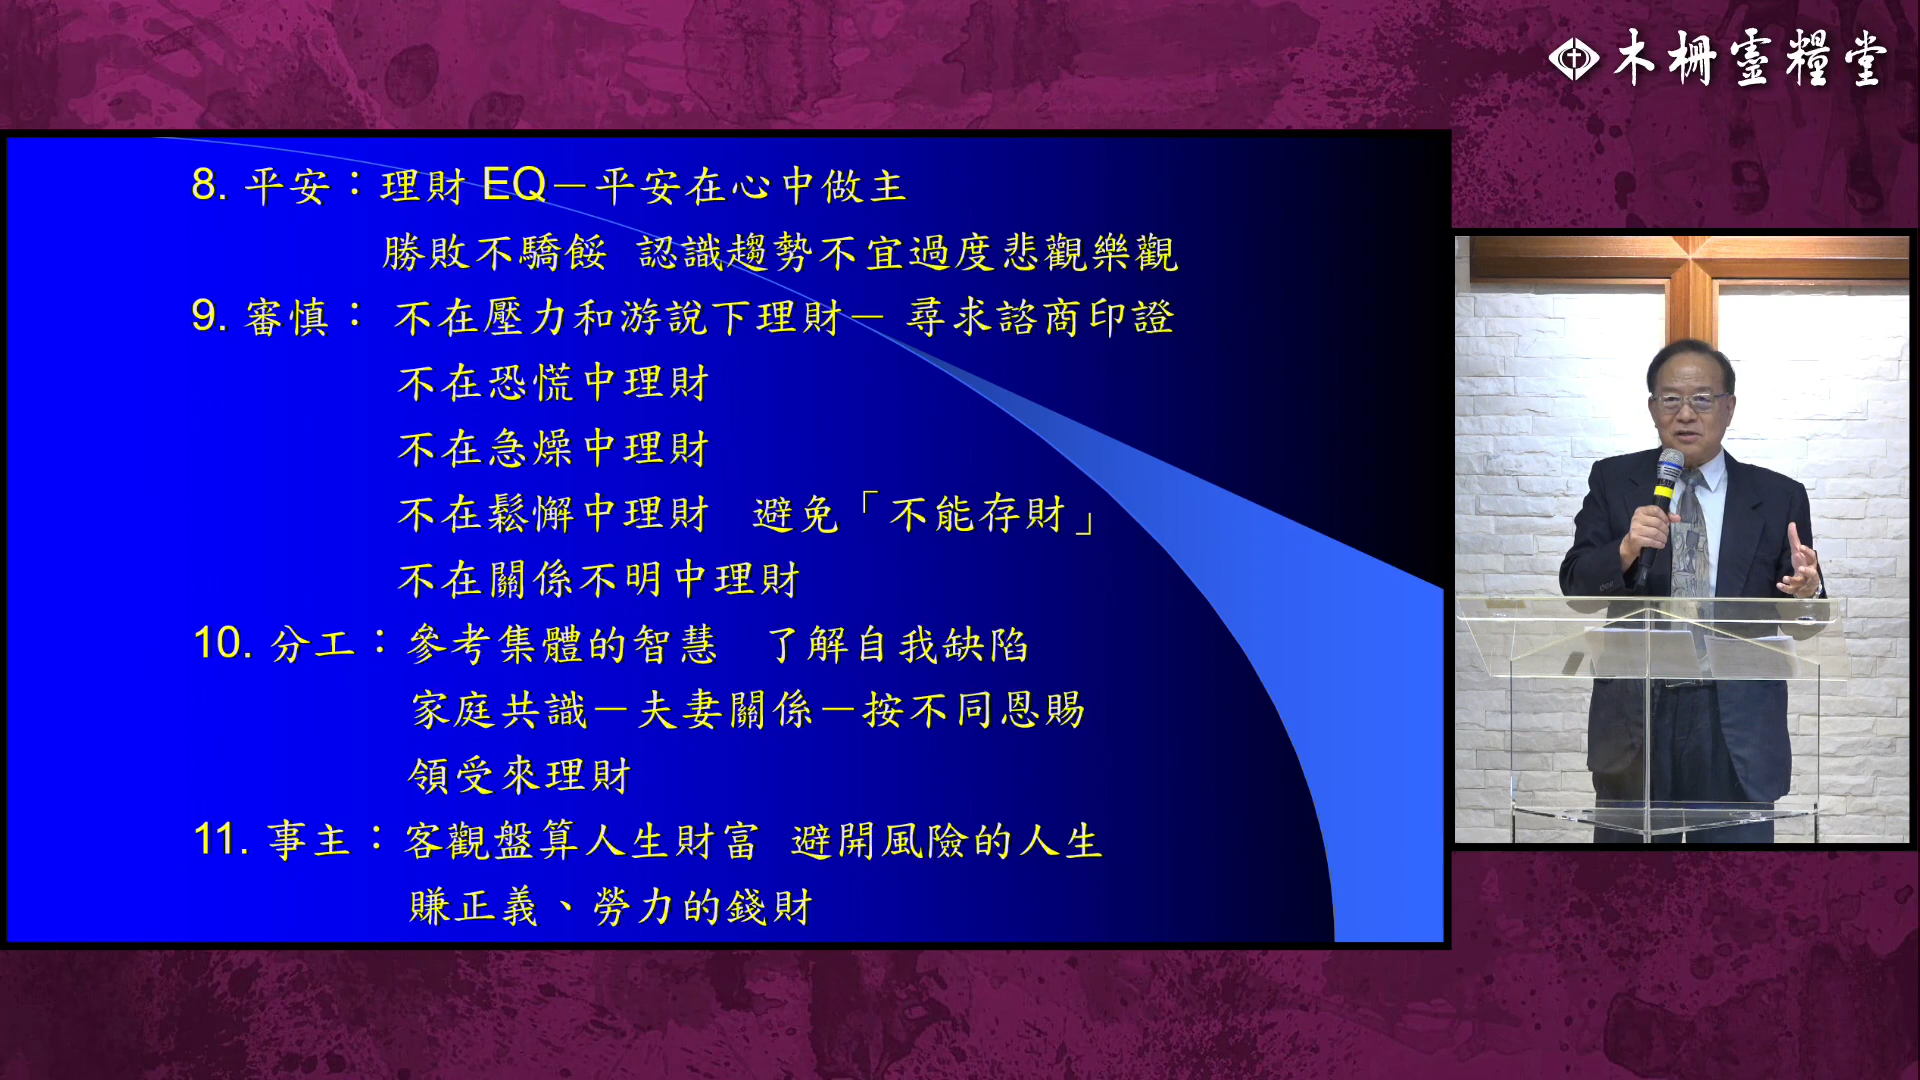 木柵靈糧堂
8. 平安：理財 EQ－平安在心中做主
勝敗不驕餒 認識趨勢不宜過度悲觀樂觀
9. 審慎： 不在壓力和游說下理財－ 尋求諮商印證
不在恐慌中理財
不在急燥中理財
不在鬆懈中理財 避免「不能存財」
不在關係不明中理財
10. 分工：參考集體的智慧 了解自我缺陷
家庭共識－夫妻關係－按不同恩賜
領受來理財
11. 事主：客觀盤算人生財富 避開風險的人生
賺正義、勞力的錢財